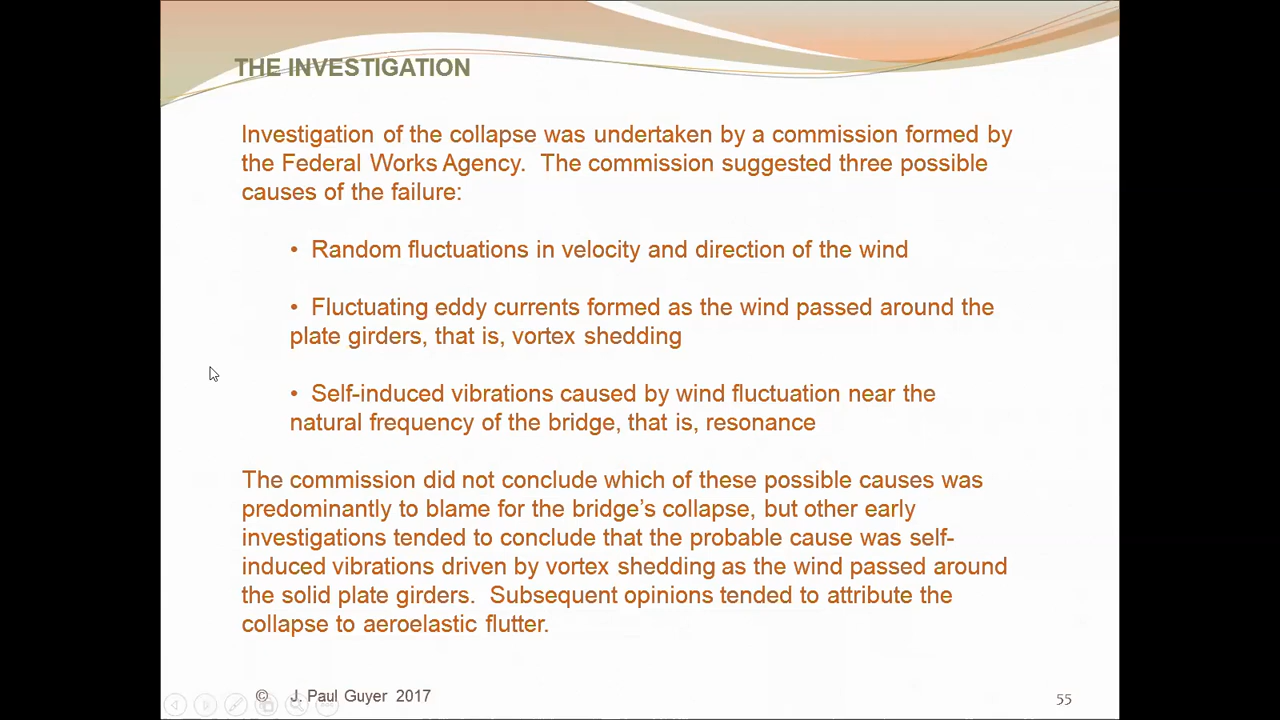 THE INVESTIGATION
Investigation of the collapse was undertaken by a commission formed by
the Federal Works Agency.  The commission suggested three possible
causes of the failure:
•  Random fluctuations in velocity and direction of the wind
•  Fluctuating eddy currents formed as the wind passed around the
plate girders, that is, vortex shedding
•  Self-induced vibrations caused by wind fluctuation near the
natural frequency of the bridge, that is, resonance
The commission did not conclude which of these possible causes was
predominantly to blame for the bridge’s collapse, but other early
investigations tended to conclude that the probable cause was self-
induced vibrations driven by vortex shedding as the wind passed around
the solid plate girders.  Subsequent opinions tended to attribute the
collapse to aeroelastic flutter.
©   J. Paul Guyer  2017
55